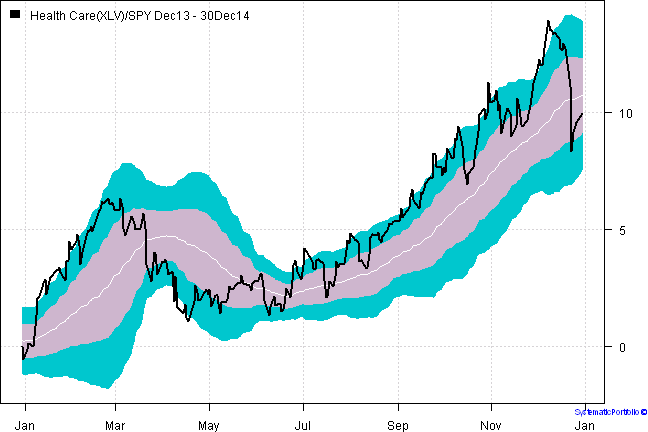 Health Care(XLV)/SPY Dec13 - 30Dec14
10
5
0
Jan Mar May Jul Sep Nov Jan
SystematicPortfolio ©